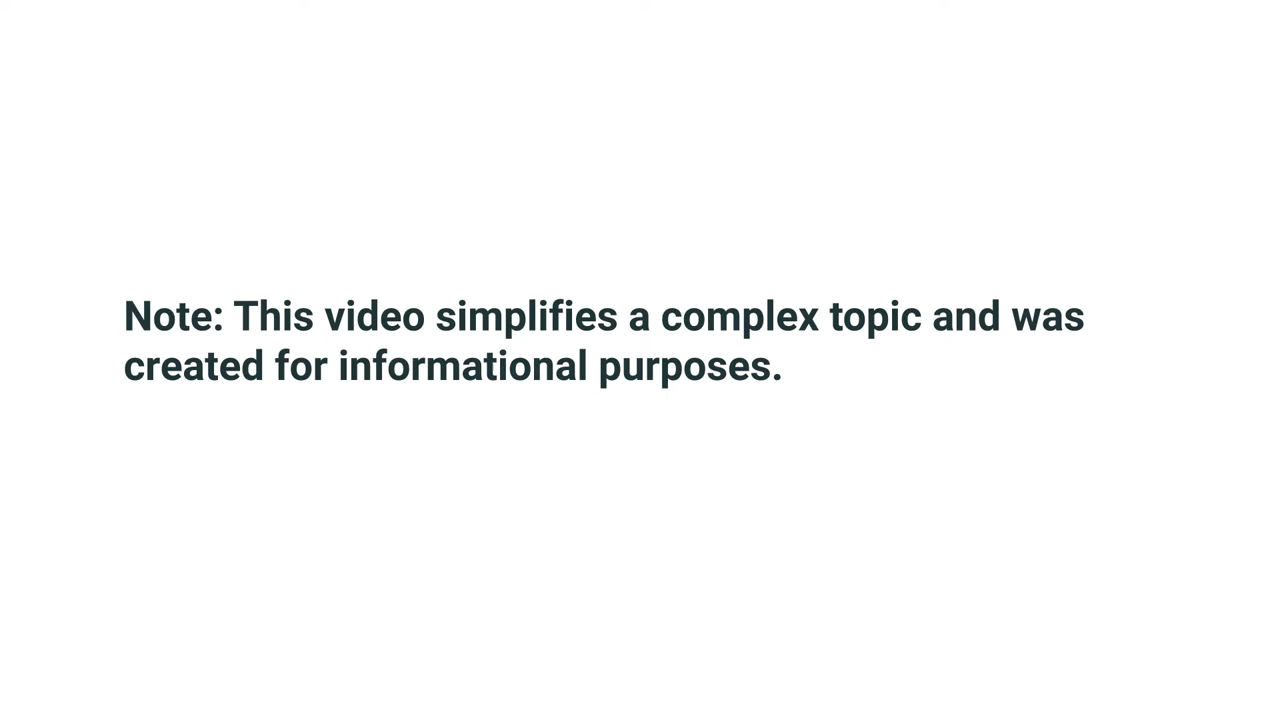 Note: This video simplifies a complex topic and was
created for informational purposes.